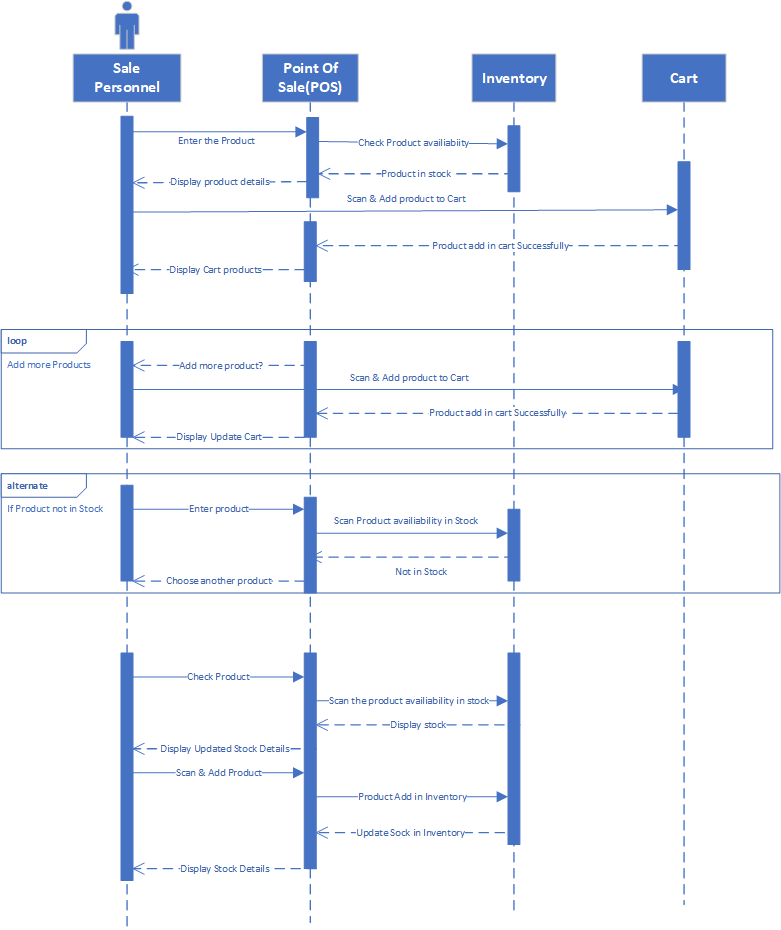 Sale
Personnel
Point Of
Sale(POS)
Inventory
Cart
Enter the Product
Check Product availiabiity
Product in stock
Display product details
Scan & Add product to Cart
Product add in cart Successfully
Display Cart products
loop
Add more Products
Add more product?
Scan & Add product to Cart
Product add in cart Successfully
Display Update Cart
alternate
If Product not in Stock
Enter product
Scan Product availiability in Stock
Not in Stock
Choose another product
Check Product
Scan the product availiability in stock
Display stock
Display Updated Stock Details
Scan & Add Product
Product Add in Inventory
Update Sock in Inventory
Display Stock Details